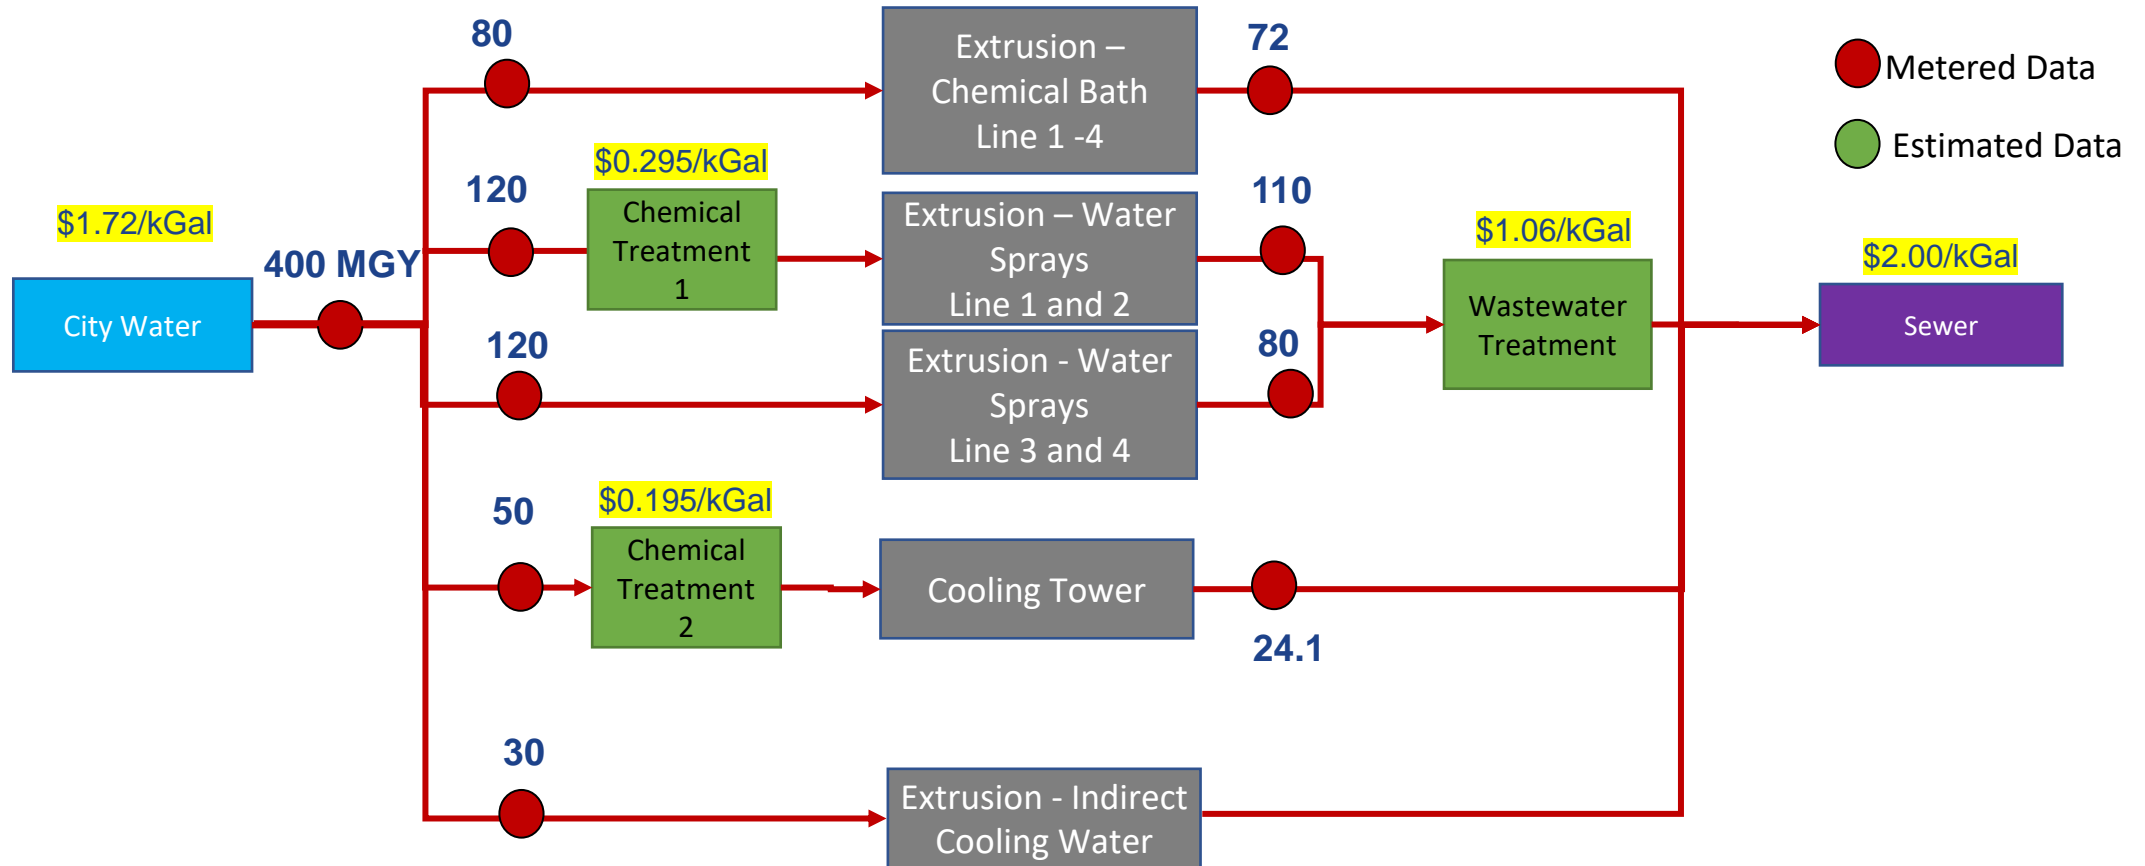 80
Extrusion –
Chemical Bath
Line 1 -4
72
Metered Data
Estimated Data
$0.295/kGal
120
Chemical
Treatment
1
Extrusion – Water
Sprays
Line 1 and 2
110
$1.06/kGal
Wastewater
Treatment
$2.00/kGal
Sewer
$1.72/kGal
400 MGY
City Water
120
Extrusion - Water
Sprays
Line 3 and 4
80
50
$0.195/kGal
Chemical
Treatment
2
Cooling Tower
24.1
30
Extrusion - Indirect
Cooling Water